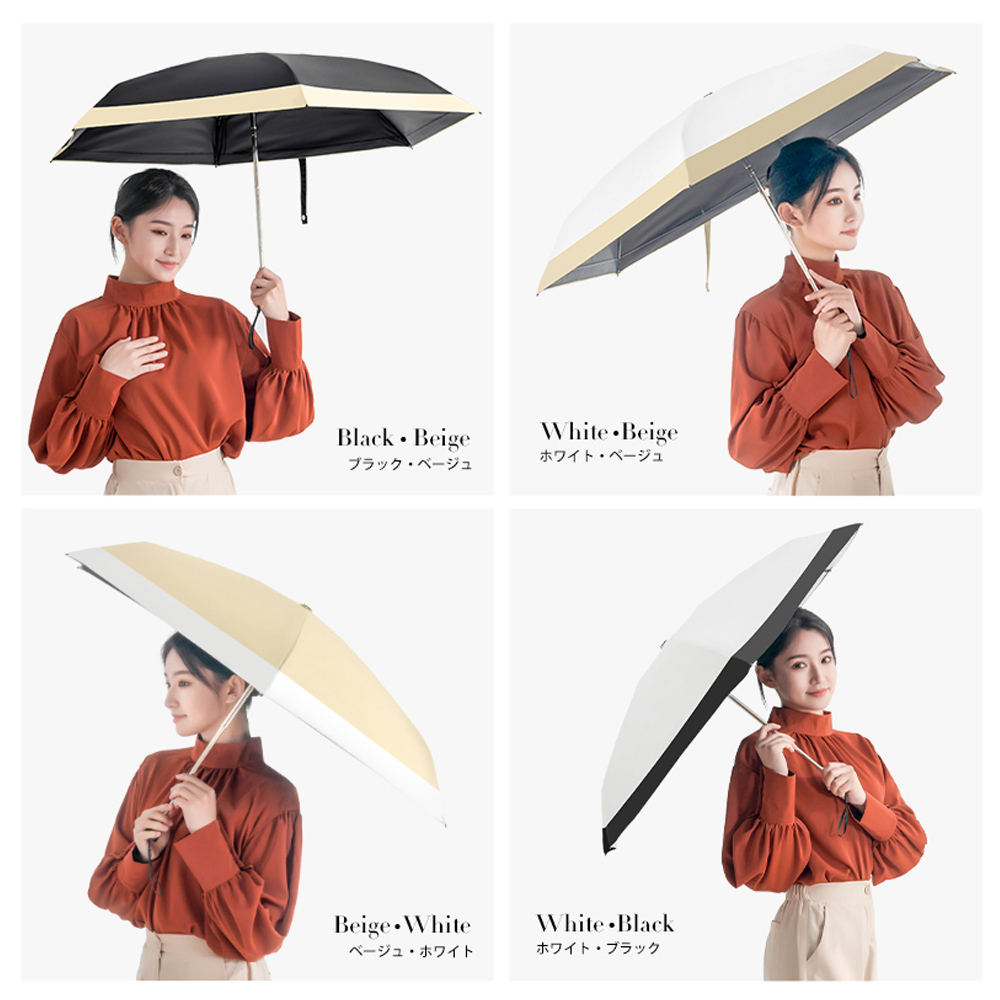 Black • Beige
ブラック・ベージュ
White • Beige
ホワイト・ベージュ
Beige • White
ベージュ・ホワイト
White • Black
ホワイト・ブラック